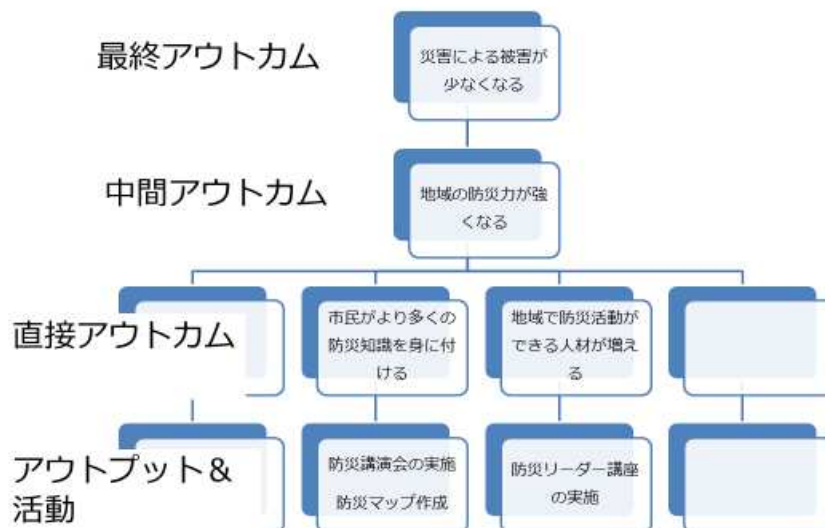 最終アウトカム
災害による被害が
少なくなる
中間アウトカム
地域の防災力が強
くなる
直接アウトカム
市民がより多くの
防災知識を身に付
ける
地域で防災活動が
できる人材が増え
る
アウトプット＆
活動
防災講演会の実施
防災マップ作成
防災リーダー講座
の実施